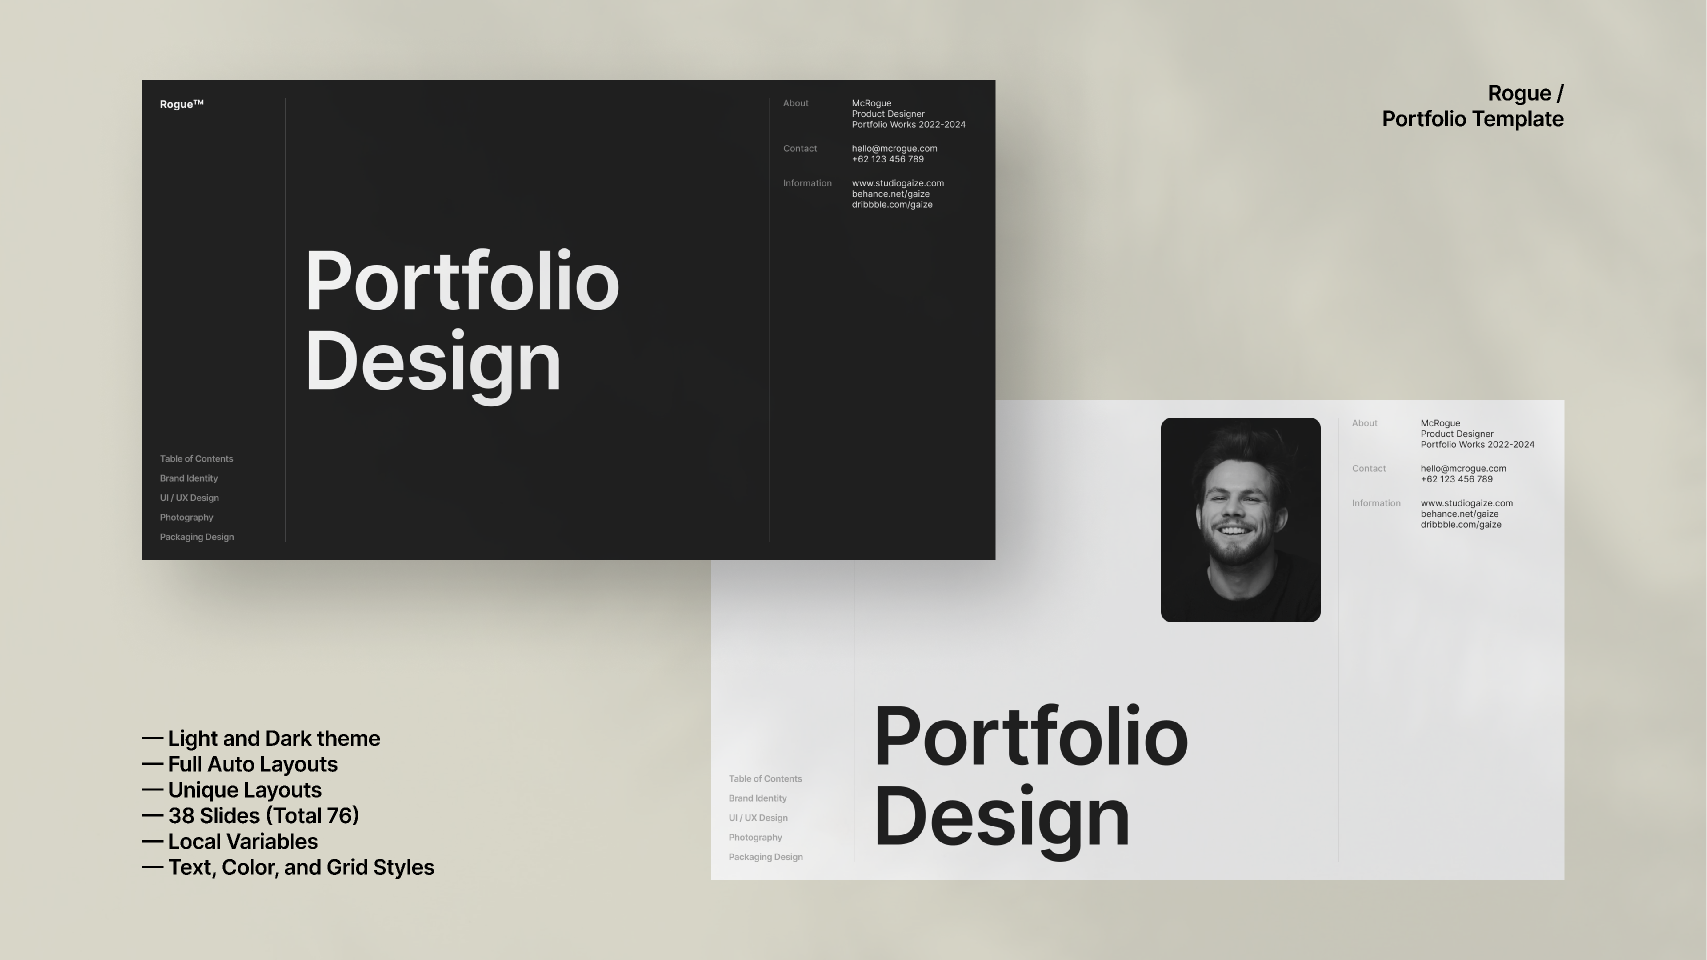 Rogue™
About
McRogue
Product Designer
Portfolio Works 2022-2024
Contact
hello@mcrogue.com
+62 123 456 789
Information
www.studiogaize.com
behance.net/gaize
dribbble.com/gaize
Portfolio
Design
Table of Contents
Brand Identity
UI / UX Design
Photography
Packaging Design
Rogue /
Portfolio Template
About
McRogue
Product Designer
Portfolio Works 2022-2024
Contact
hello@mcrogue.com
+62 123 456 789
Information
www.studiogaize.com
behance.net/gaize
dribbble.com/gaize
Portfolio
Design
Table of Contents
Brand Identity
UI / UX Design
Photography
Packaging Design
— Light and Dark theme
— Full Auto Layouts
— Unique Layouts
— 38 Slides (Total 76)
— Local Variables
— Text, Color, and Grid Styles